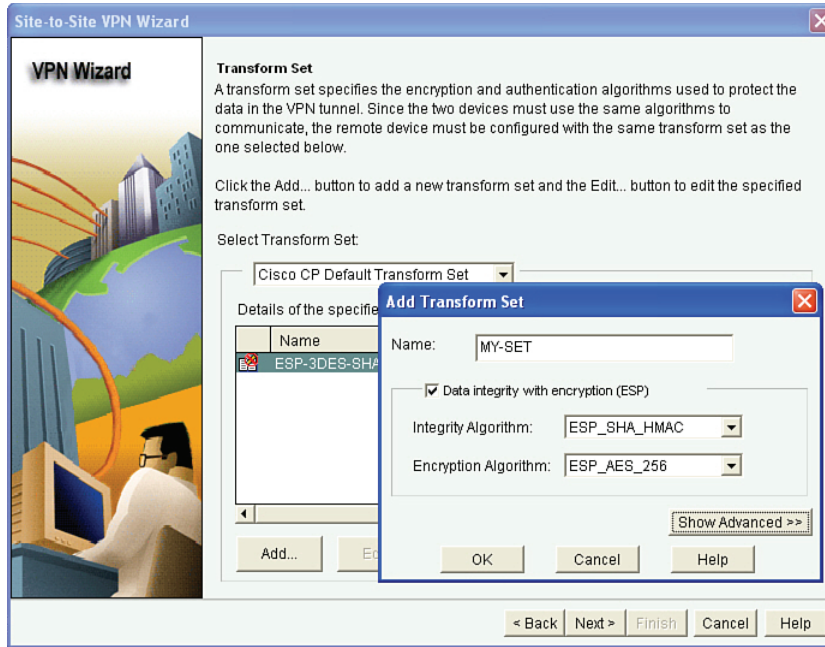 Site-to-Site VPN Wizard
VPN Wizard
Transform Set
A transform set specifies the encryption and authentication algorithms used to protect the
data in the VPN tunnel. Since the two devices must use the same algorithms to
communicate, the remote device must be configured with the same transform set as the
one selected below.
Click the Add... button to add a new transform set and the Edit... button to edit the specified
transform set.
Select Transform Set:
Cisco CP Default Transform Set
Details of the specifie
Name
ESP-3DES-SHA
Add...
Add Transform Set
Name:
MY-SET
Data integrity with encryption (ESP)
Integrity Algorithm:
ESP_SHA_HMAC
Encryption Algorithm:
ESP_AES_256
Show Advanced >>
OK
Cancel
Help
< Back
Next >
Finish
Cancel
Help